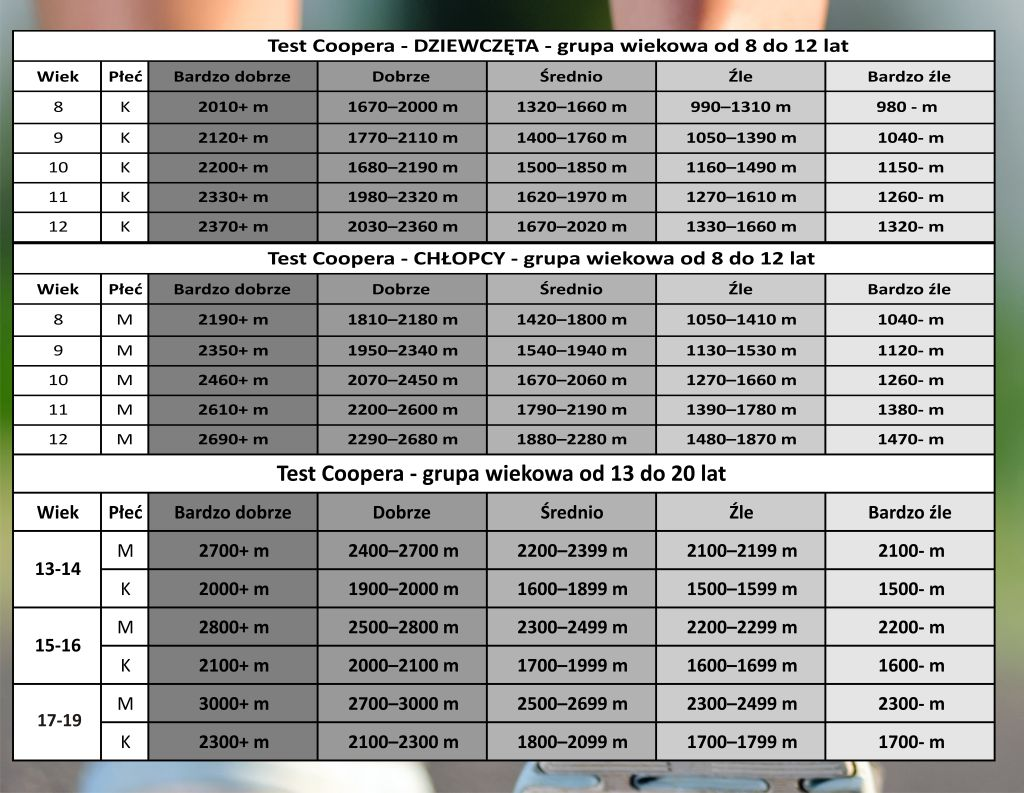 Test Coopera - DZIEWCZĘTA - grupa wiekowa od 8 do 12 lat
Wiek Płeć Bardzo dobrze Dobrze Średnio Źle Bardzo źle
8 K 2010+ m 1670–2000 m 1320–1660 m 990–1310 m 980 - m
9 K 2120+ m 1770–2110 m 1400–1760 m 1050–1390 m 1040- m
10 K 2200+ m 1680–2190 m 1500–1850 m 1160–1490 m 1150- m
11 K 2330+ m 1980–2320 m 1620–1970 m 1270–1610 m 1260- m
12 K 2370+ m 2030–2360 m 1670–2020 m 1330–1660 m 1320- m
Test Coopera - CHŁOPCY - grupa wiekowa od 8 do 12 lat
Wiek Płeć Bardzo dobrze Dobrze Średnio Źle Bardzo źle
8 M 2190+ m 1810–2180 m 1420–1800 m 1050–1410 m 1040- m
9 M 2350+ m 1950–2340 m 1540–1940 m 1130–1530 m 1120- m
10 M 2460+ m 2070–2450 m 1670–2060 m 1270–1660 m 1260- m
11 M 2610+ m 2200–2600 m 1790–2190 m 1390–1780 m 1380- m
12 M 2690+ m 2290–2680 m 1880–2280 m 1480–1870 m 1470- m
Test Coopera - grupa wiekowa od 13 do 20 lat
Wiek Płeć Bardzo dobrze Dobrze Średnio Źle Bardzo źle
13-14 M 2700+ m 2400–2700 m 2200–2399 m 2100–2199 m 2100- m
K 2000+ m 1900–2000 m 1600–1899 m 1500–1599 m 1500- m
15-16 M 2800+ m 2500–2800 m 2300–2499 m 2200–2299 m 2200- m
K 2100+ m 2000–2100 m 1700–1999 m 1600–1699 m 1600- m
17-19 M 3000+ m 2700–3000 m 2500–2699 m 2300–2499 m 2300- m
K 2300+ m 2100–2300 m 1800–2099 m 1700–1799 m 1700- m